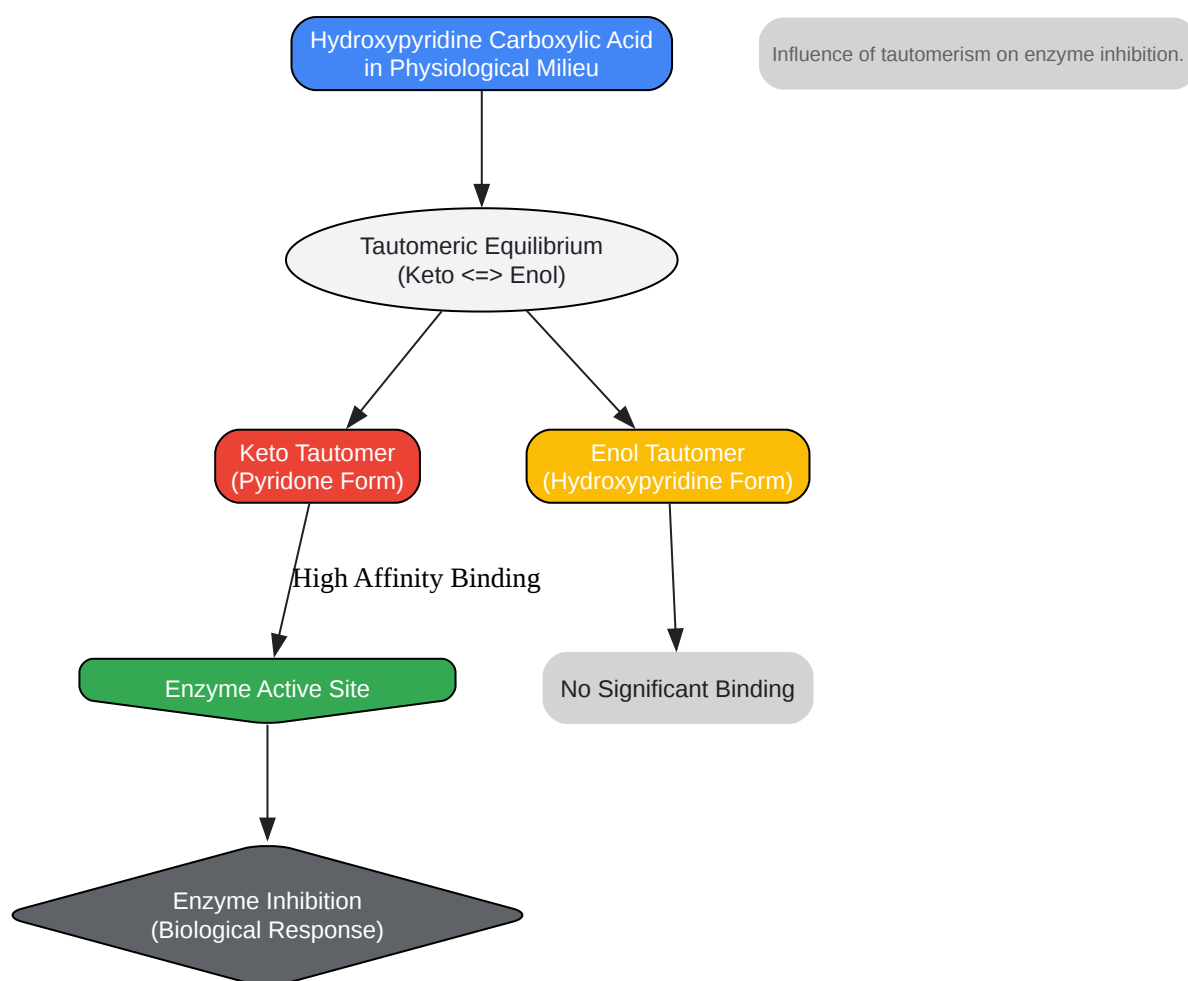 Hydroxypyridine Carboxylic Acid
in Physiological Milieu
Influence of tautomerism on enzyme inhibition.
Tautomeric Equilibrium
(Keto <=> Enol)
Keto Tautomer
(Pyridone Form)
Enol Tautomer
(Hydroxypyridine Form)
High Affinity Binding
Enzyme Active Site
No Significant Binding
Enzyme Inhibition
(Biological Response)